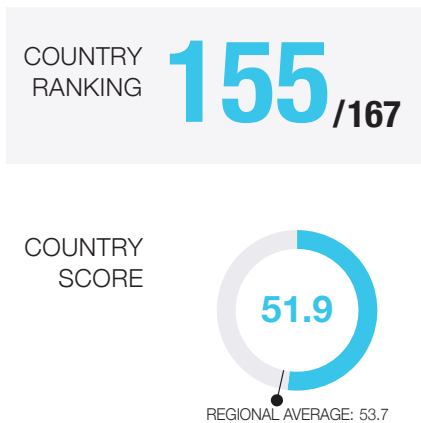 COUNTRY
RANKING
155/167
COUNTRY
SCORE
51.9
REGIONAL AVERAGE: 53.7